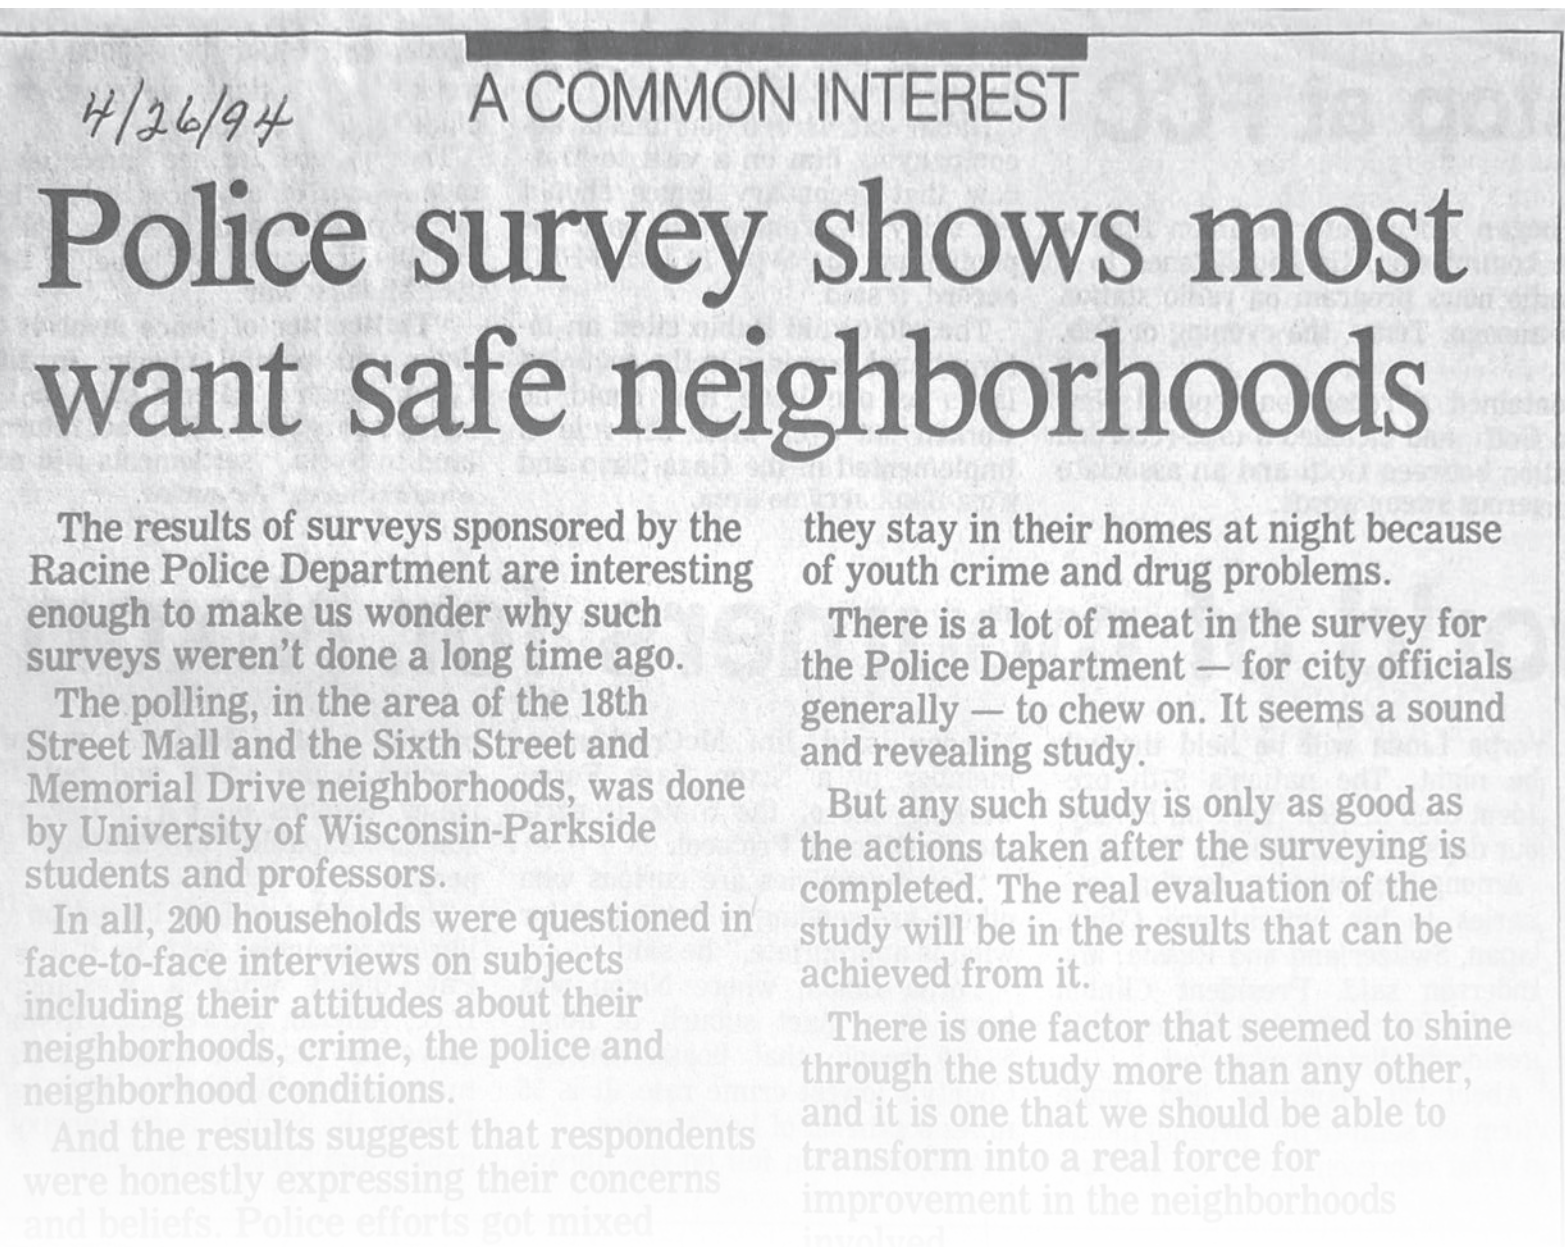 4/26/94
A COMMON INTEREST
Police survey shows most
want safe neighborhoods
The results of surveys sponsored by the
Racine Police Department are interesting
enough to make us wonder why such
surveys weren't done a long time ago.
The polling, in the area of the 18th
Street Mall and the Sixth Street and
Memorial Drive neighborhoods, was done
by University of Wisconsin-Parkside
students and professors.
In all, 200 households were questioned in
face-to-face interviews on subjects
including their attitudes about their
neighborhoods, crime, the police and
neighborhood conditions.
And the results suggest that respondents
were honestly expressing their concerns
and beliefs. Police efforts got mixed
they stay in their homes at night because
of youth crime and drug problems.
There is a lot of meat in the survey for
the Police Department — for city officials
generally — to chew on. It seems a sound
and revealing study.
But any such study is only as good as
the actions taken after the surveying is
completed. The real evaluation of the
study will be in the results that can be
achieved from it.
There is one factor that seemed to shine
through the study more than any other,
and it is one that we should be able to
transform into a real force for
improvement in the neighborhoods
involved